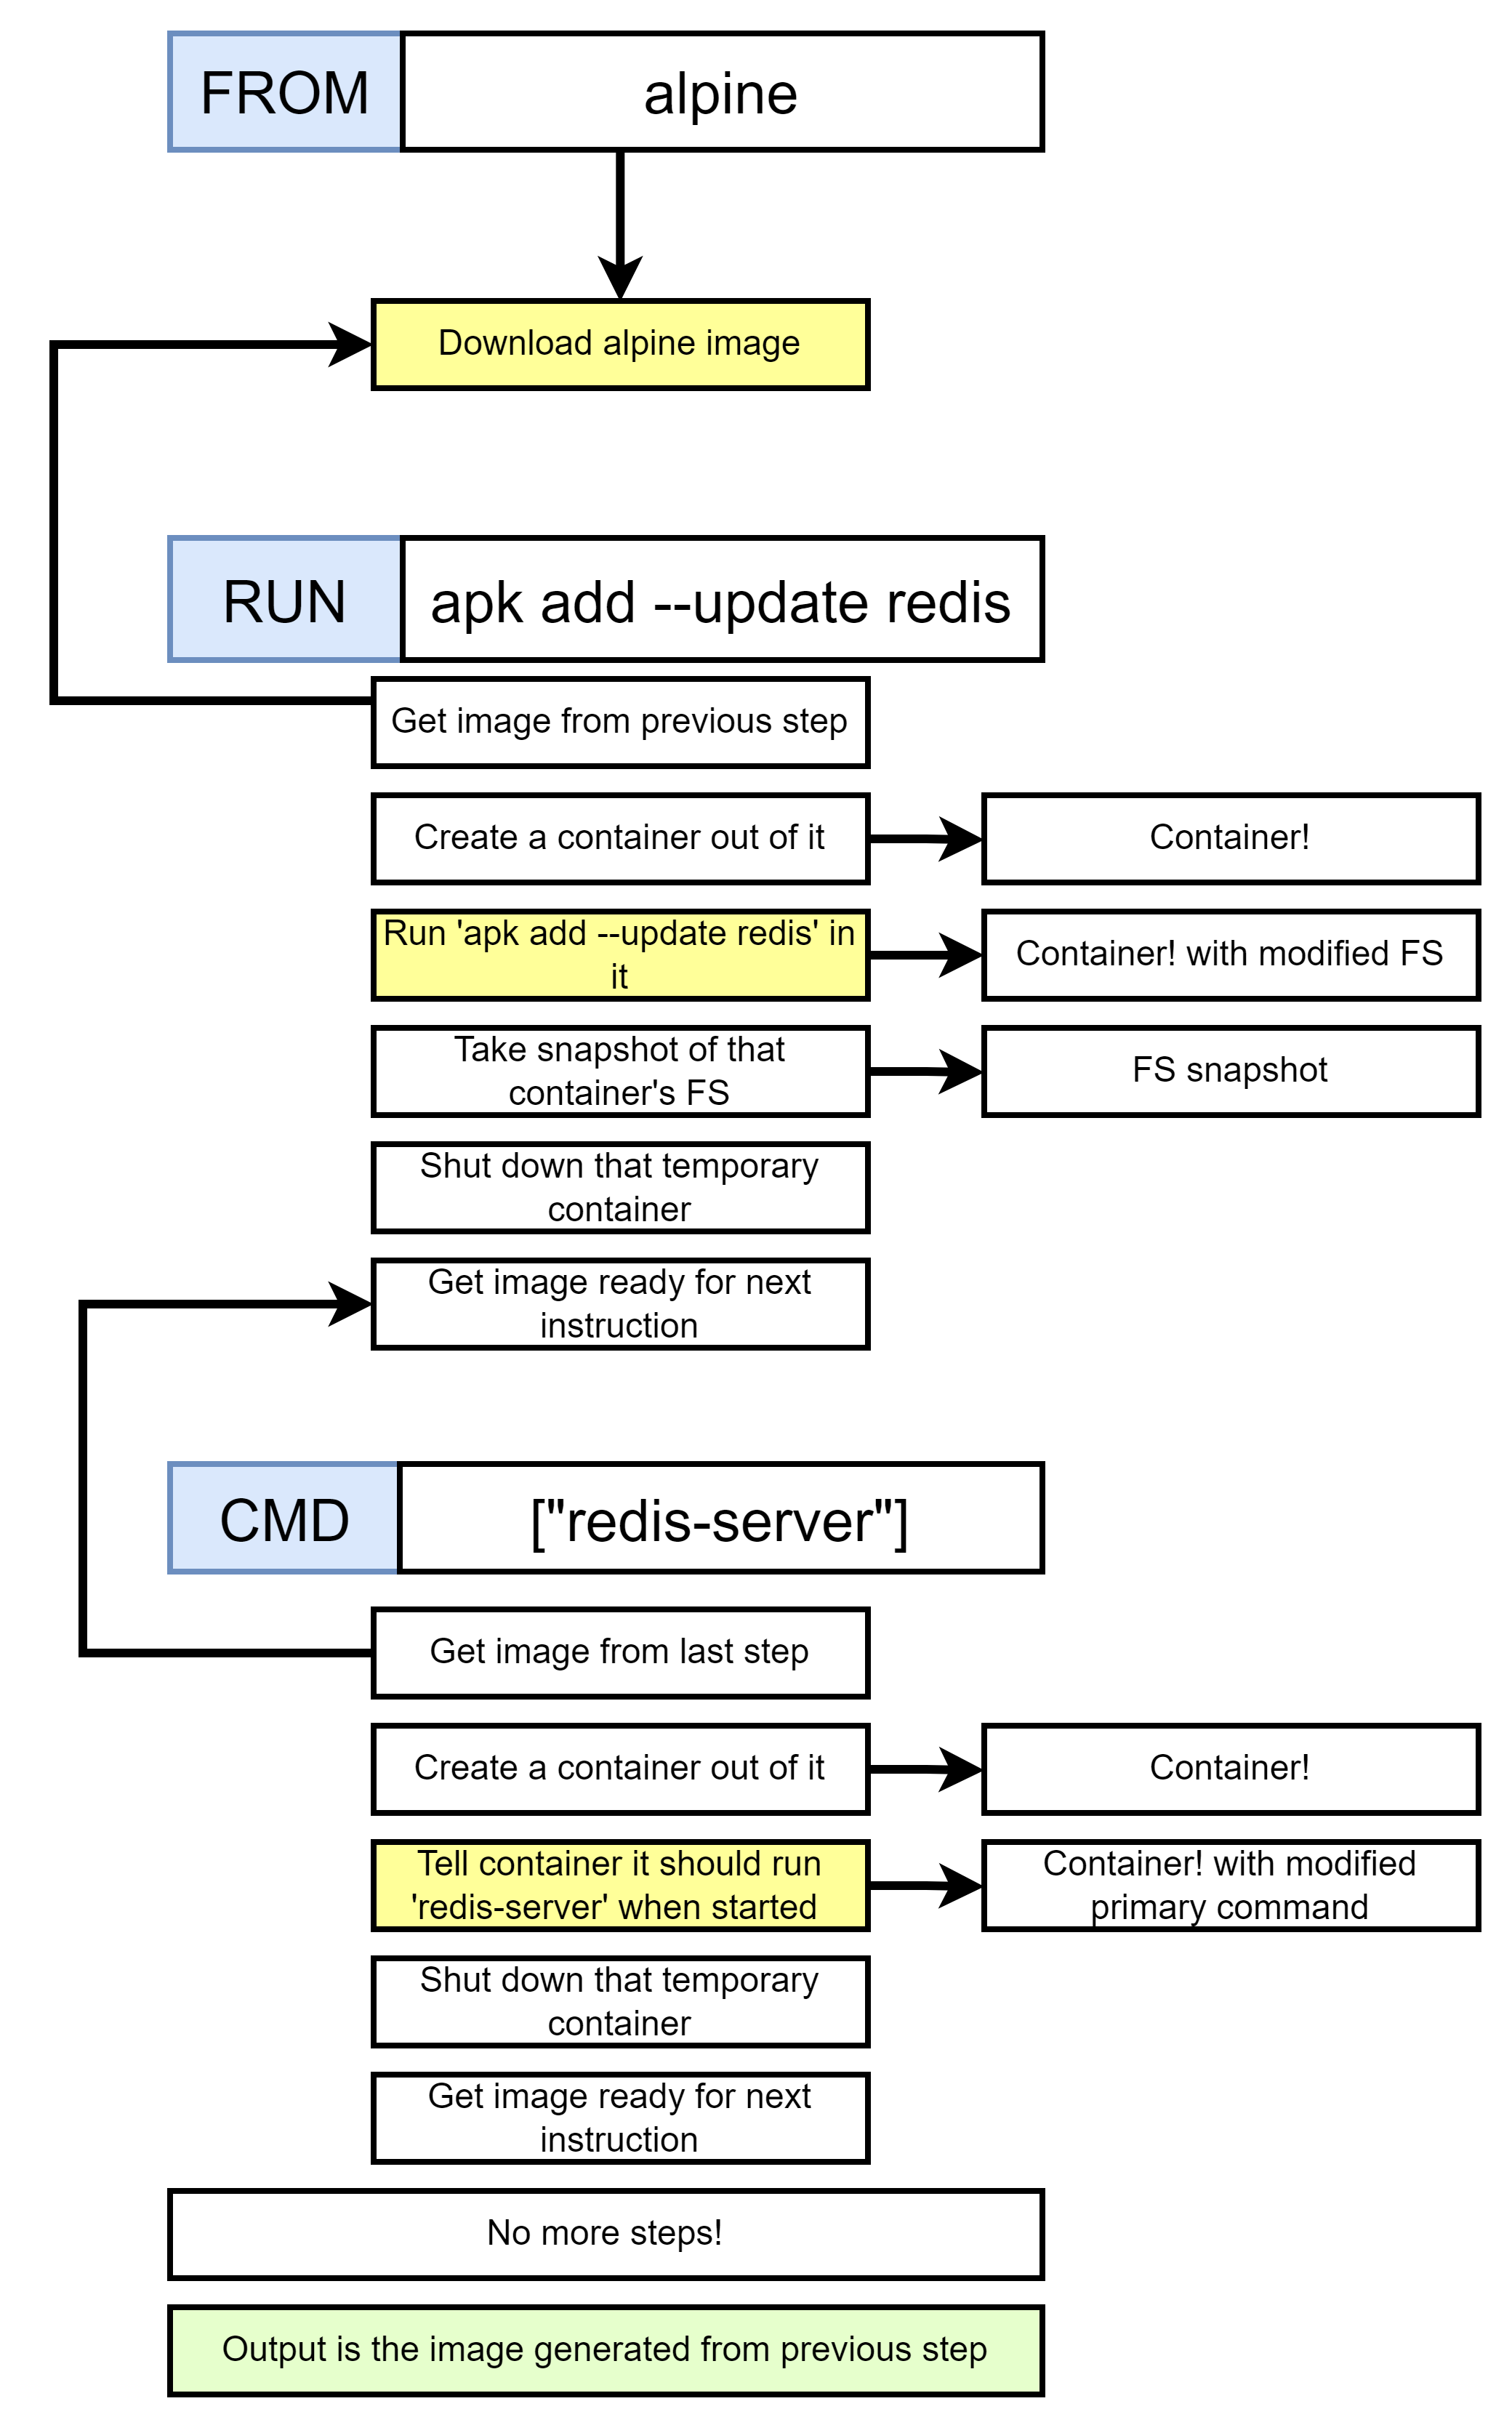 FROM
alpine
Download alpine image
RUN
apk add --update redis
Get image from previous step
Create a container out of it
Container!
Run 'apk add --update redis' in
it
Container! with modified FS
Take snapshot of that
container's FS
FS snapshot
Shut down that temporary
container
Get image ready for next
instruction
CMD
["redis-server"]
Get image from last step
Create a container out of it
Container!
Tell container it should run
'redis-server' when started
Container! with modified
primary command
Shut down that temporary
container
Get image ready for next
instruction
No more steps!
Output is the image generated from previous step